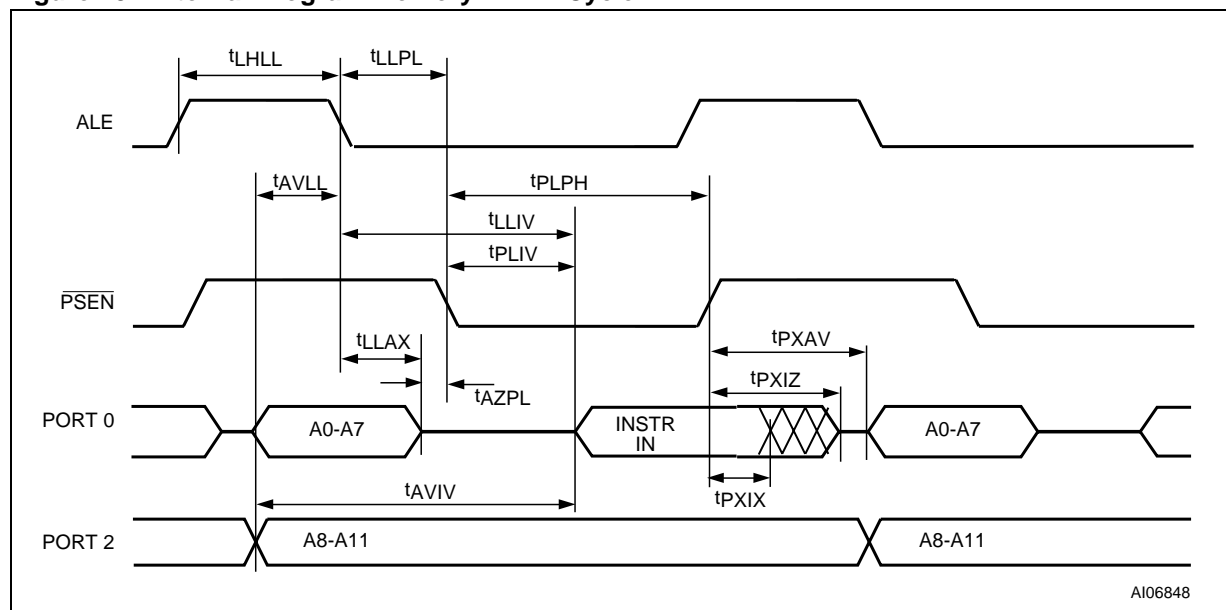 tLHLL tLLPL
ALE
tAVLL tPLPH
tLLIV
tPLIV
PSEN
tLLAX tPXAV
tPXIZ
tAZPL
PORT 0 A0-A7 INSTR IN A0-A7
tPXIX
tAVIV
PORT 2 A8-A11 A8-A11
AI06848